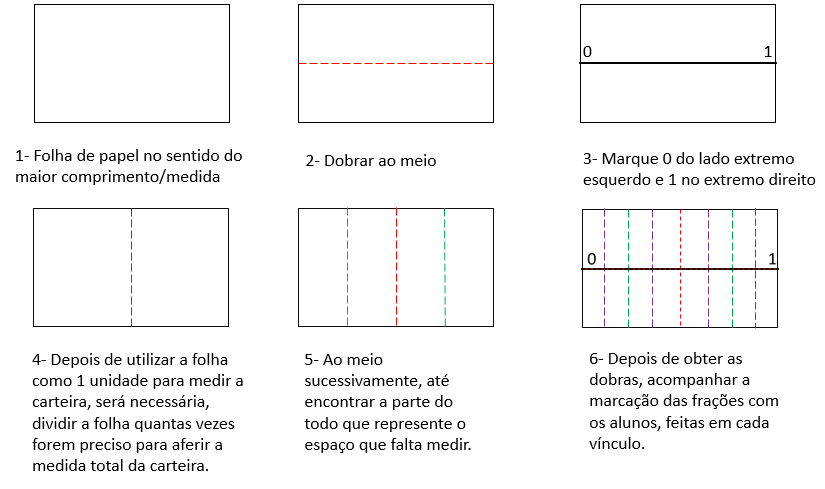 0 1
1- Folha de papel no sentido do
maior comprimento/medida
2- Dobrar ao meio
3- Marque 0 do lado extremo
esquerdo e 1 no extremo direito
0 1
4- Depois de utilizar a folha
como 1 unidade para medir a
carteira, será necessária,
dividir a folha quantas vezes
forem preciso para aferir a
medida total da carteira.
5- Ao meio
sucessivamente, até
encontrar a parte do
todo que represente o
espaço que falta medir.
6- Depois de obter as
dobras, acompanhar a
marcação das frações com
os alunos, feitas em cada
vínculo.